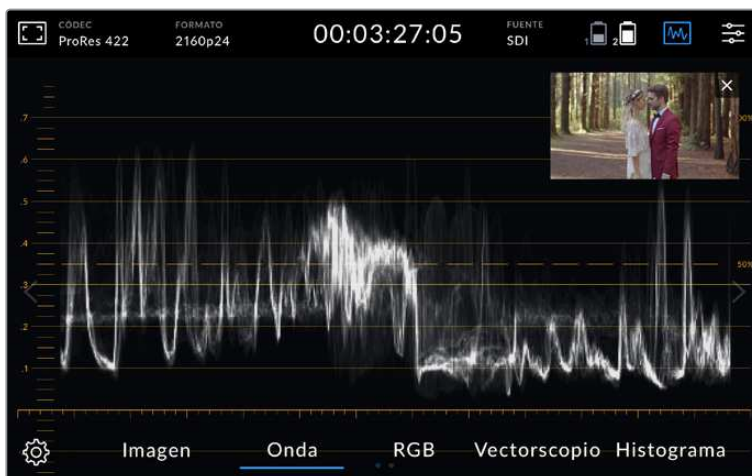 CÓDEC
ProRes 422
FORMATO
2160p24
00:03:27:05
FUENTE
SDI
1
2
.7
.6
.5
.4
.3
.2
.1
50%
Imagen
Onda
RGB
Vectorscopio
Histograma